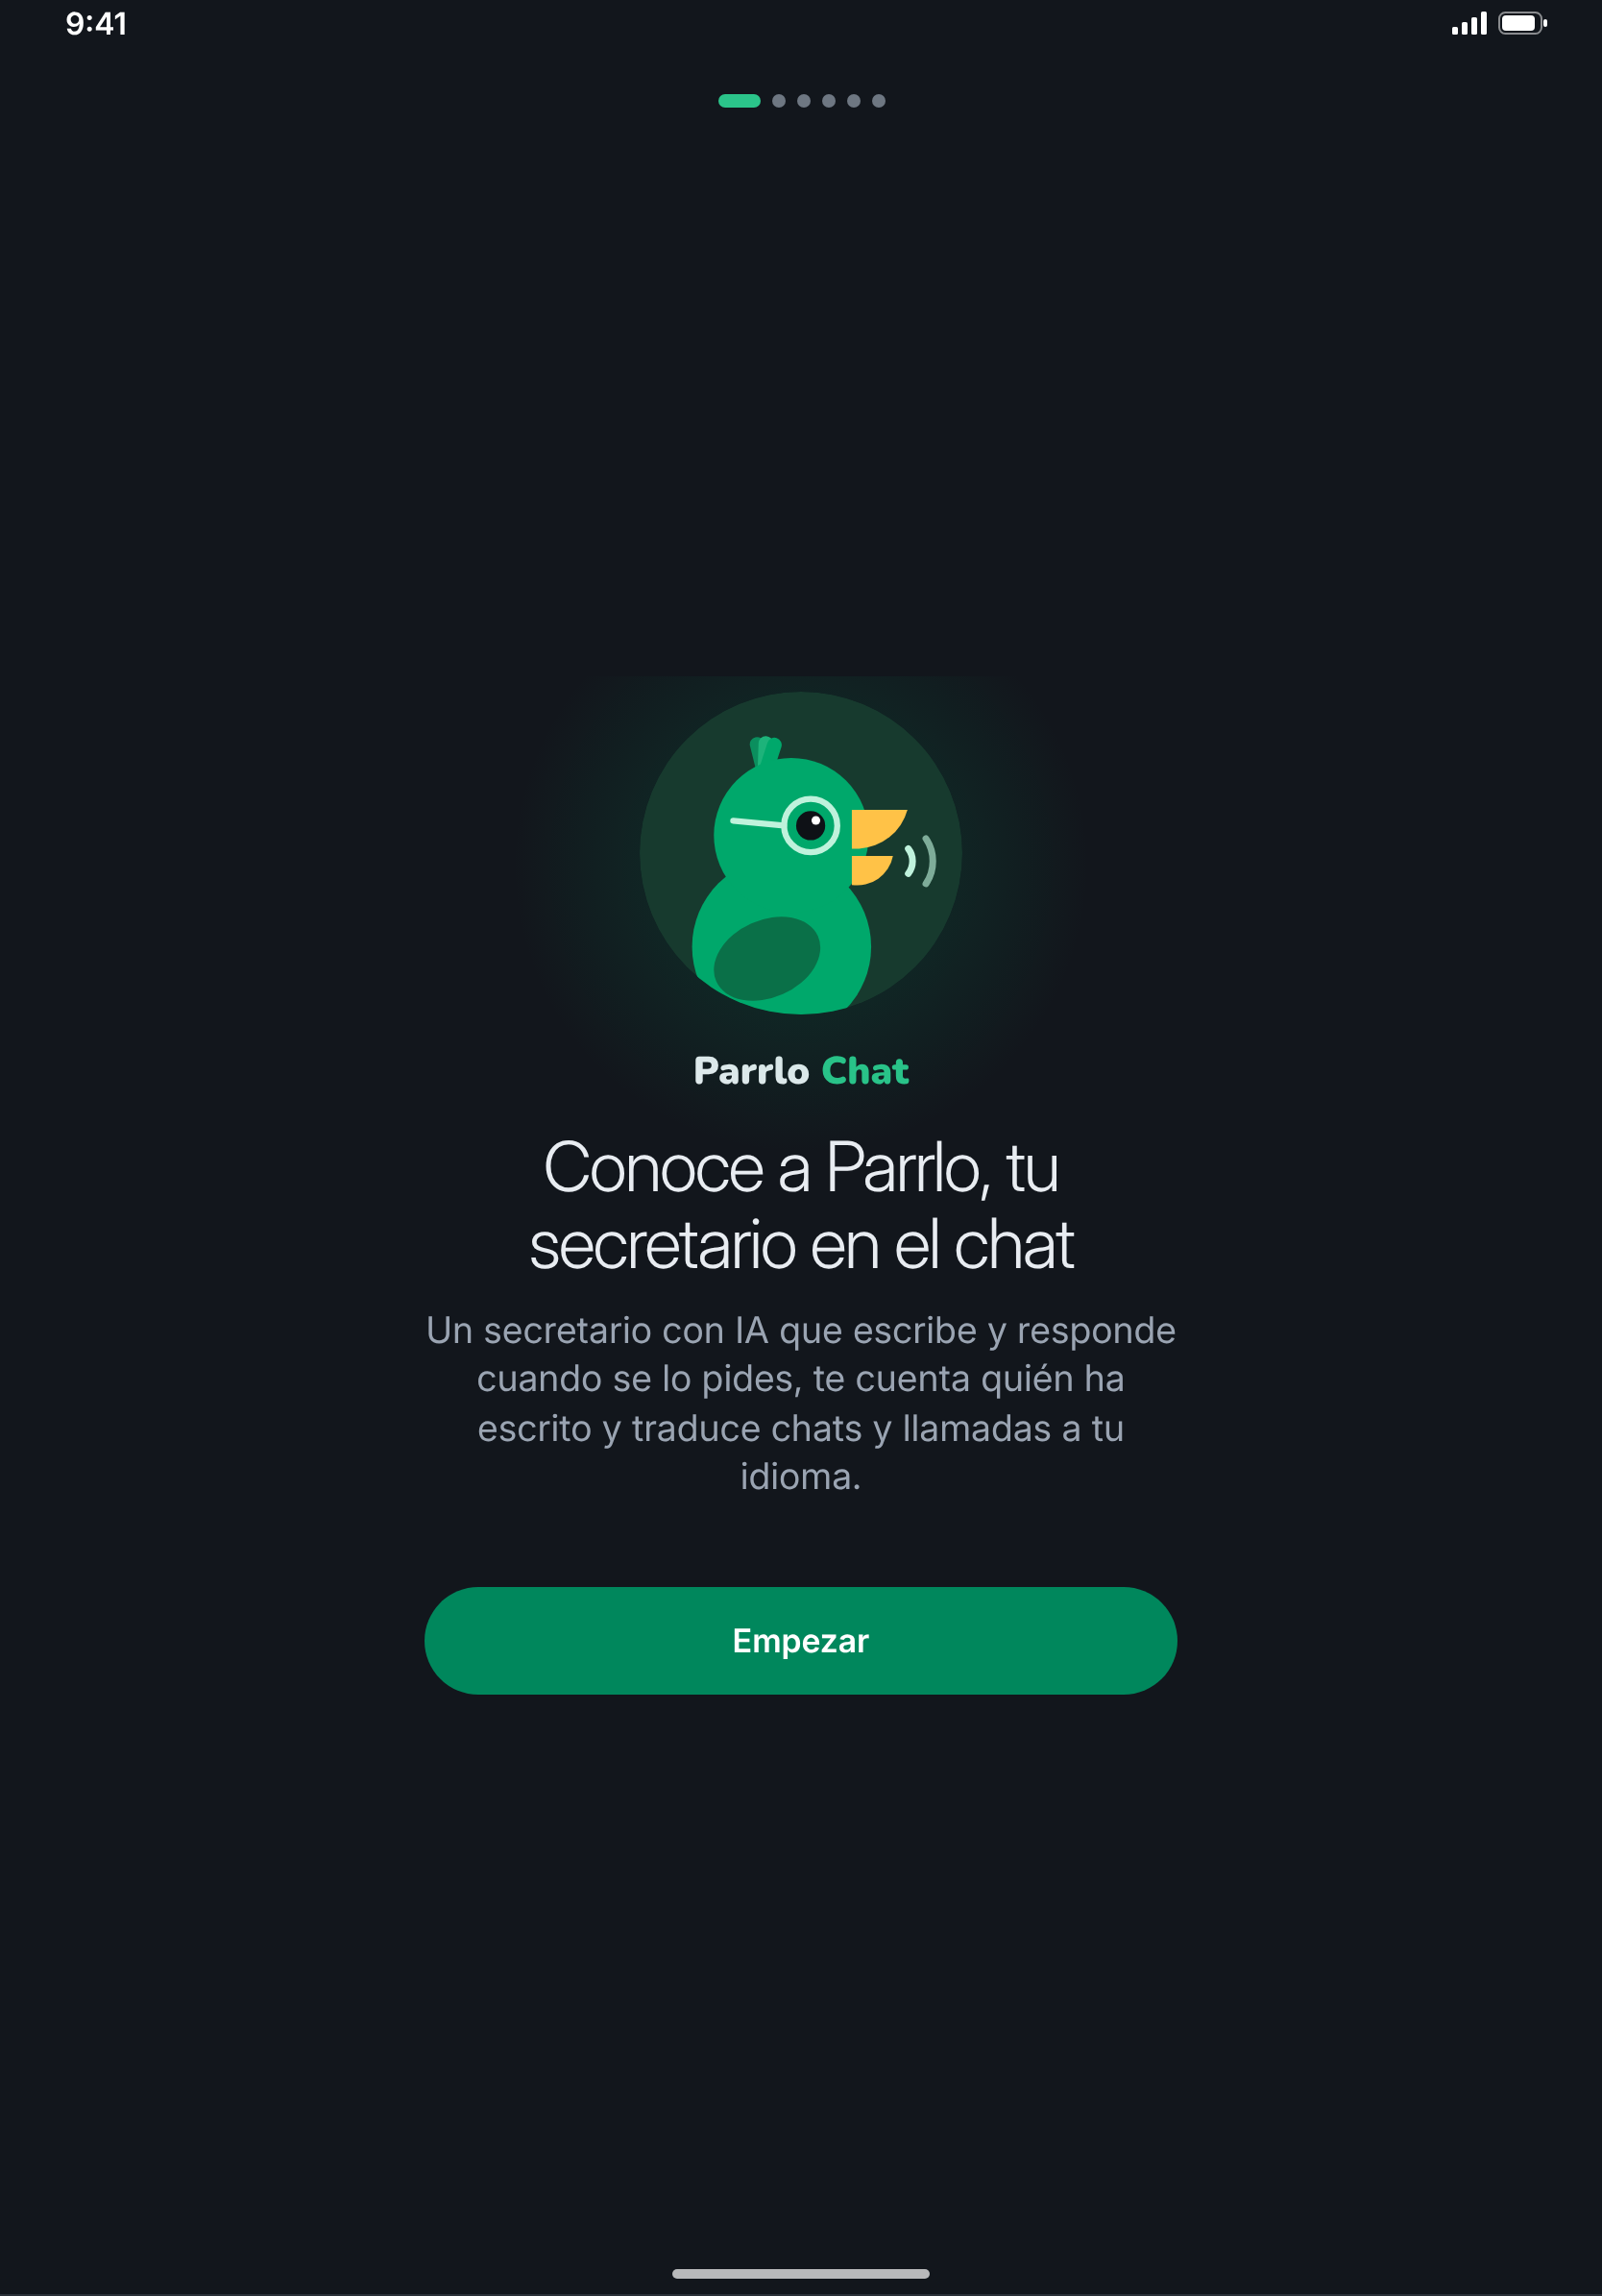 9:41
Parrlo Chat
Conoce a Parrlo, tu
secretario en el chat
Un secretario con IA que escribe y responde
cuando se lo pides, te cuenta quién ha
escrito y traduce chats y llamadas a tu
idioma.
Empezar